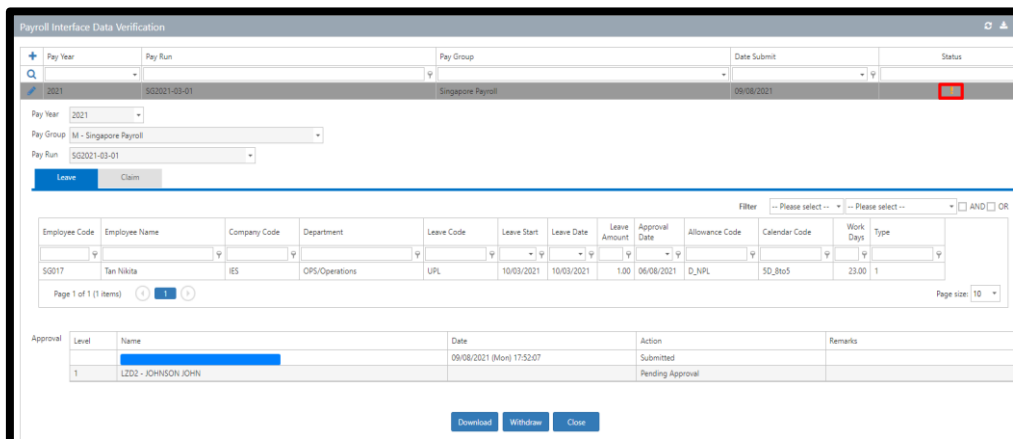 Payroll Interface Data Verification
Pay Year Pay Run Pay Group Date Submit Status
2021 SG2021-03-01 Singapore Payroll 09/08/2021
Pay Year 2021
Pay Group M - Singapore Payroll
Pay Run SG2021-03-01
Leave Claim
Filter -- Please select -- -- Please select -- AND OR
Employee Code Employee Name Company Code Department Leave Code Leave Start Leave Date Leave Amount Approval Date Allowance Code Calendar Code Work Days Type
SG017 Tan Nikita IES OPS/Operations UPL 10/03/2021 10/03/2021 1.00 06/08/2021 D_NPL 5D_8to5 23.00 1
Page 1 of 1 (1 items) 1 Page size: 10
Approval Level Name Date Action Remarks
09/08/2021 (Mon) 17:52:07 Submitted
1 LZD2 - JOHNSON JOHN Pending Approval
Download Withdraw Close